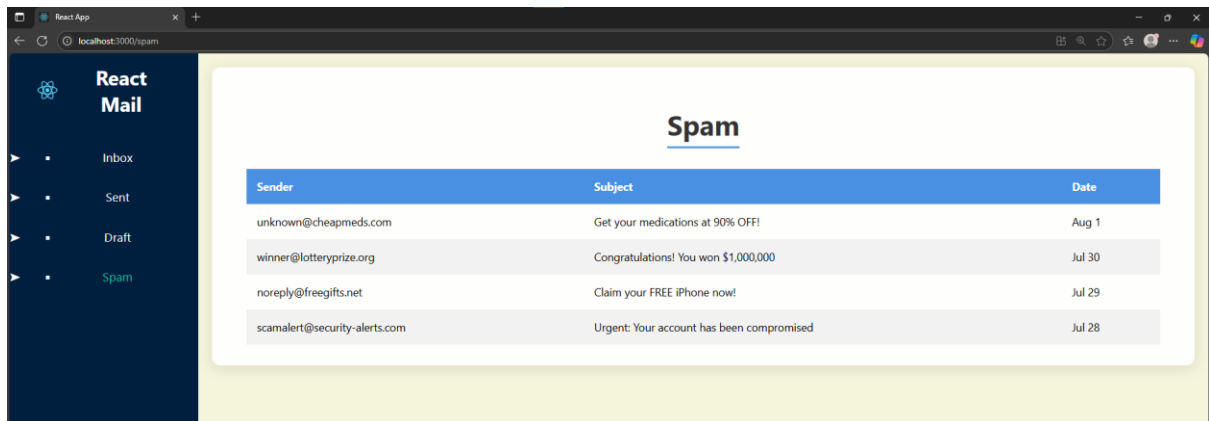 React App
localhost:3000/spam
React
Mail
Inbox
Sent
Draft
Spam
Spam
Sender Subject Date
unknown@cheapmeds.com Get your medications at 90% OFF! Aug 1
winner@lotteryprize.org Congratulations! You won $1,000,000 Jul 30
noreply@freegifts.net Claim your FREE iPhone now! Jul 29
scamalert@security-alerts.com Urgent: Your account has been compromised Jul 28